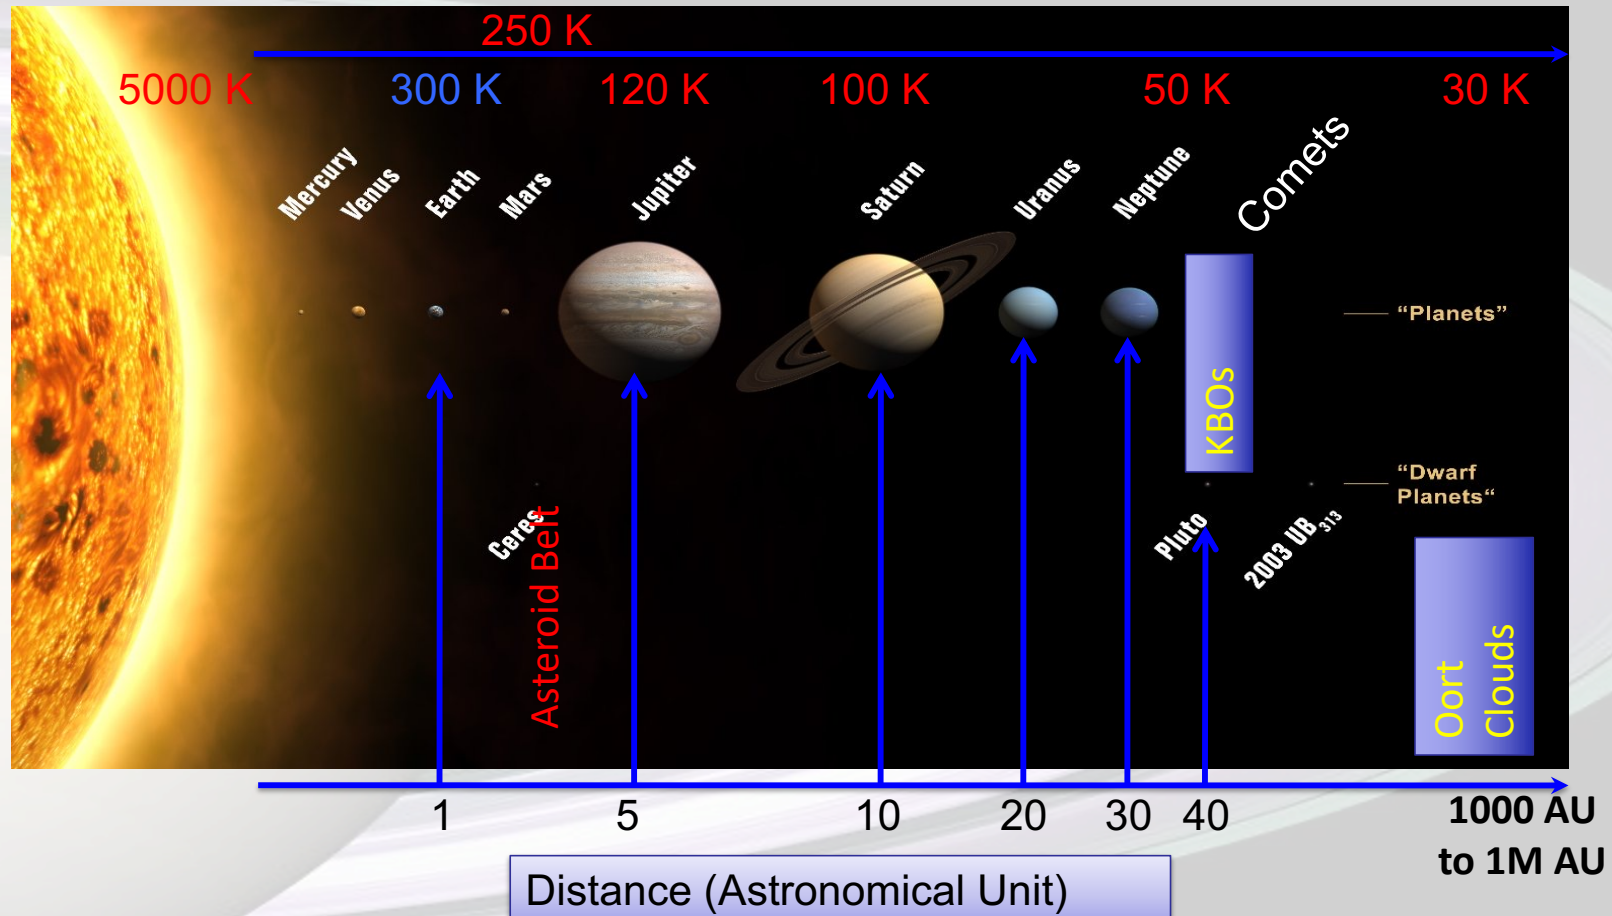 250 K
5000 K 300 K 120 K 100 K 50 K 30 K
Mercury
Venus
Earth
Mars
Jupiter
Saturn
Uranus
Neptune
Comets
"Planets"
KBOs
"Dwarf
Planets"
Ceres
Asteroid Belt
Pluto
2003 UB313
Oort
Clouds
1 5 10 20 30 40 1000 AU
to 1M AU
Distance (Astronomical Unit)